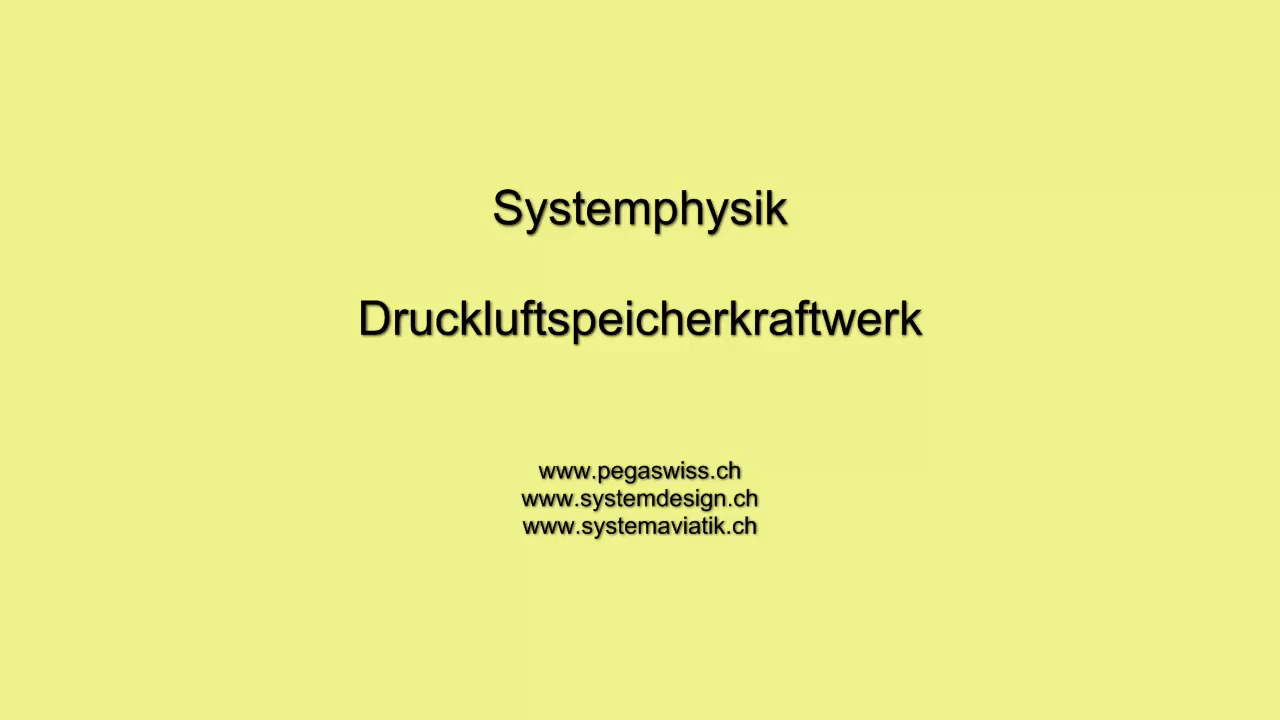 Systemphysik
Druckluftspeicherkraftwerk
www.pegaswiss.ch
www.systemdesign.ch
www.systemaviatik.ch